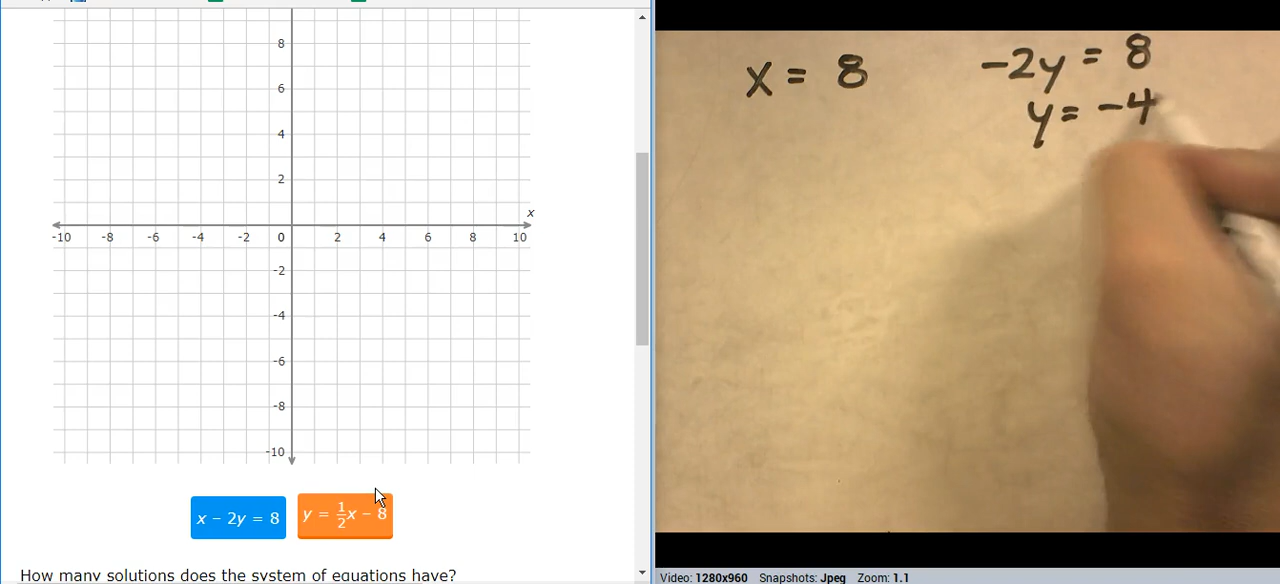 8
6
4
2
x
-10 -8 -6 -4 -2 0 2 4 6 8 10
-2
-4
-6
-8
-10
x − 2y = 8
y = 1/2x − 8
How many solutions does the system of equations have?
x = 8
-2y = 8
y = -4
Video: 1280x960 Snapshots: Jpeg Zoom: 1.1